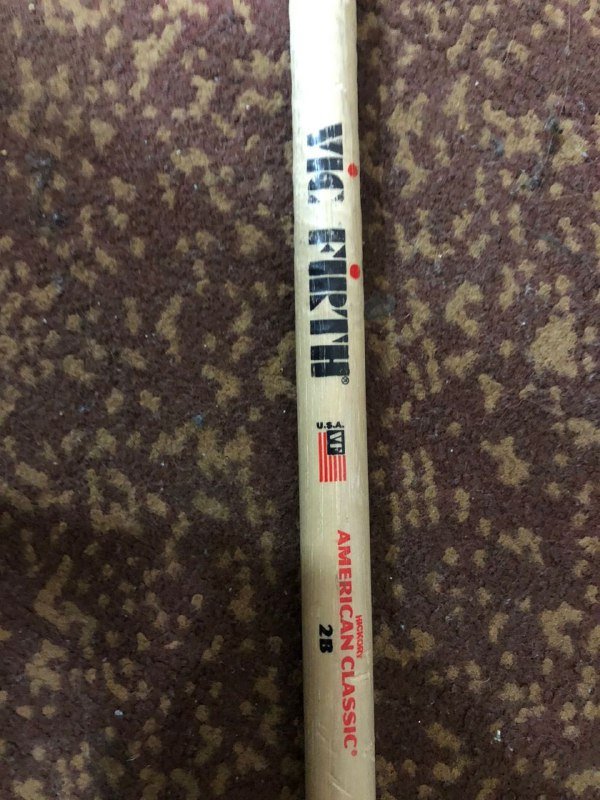 ViC FiRTH®
U.S.A.
VF
HICKORY
AMERICAN CLASSIC®
2B